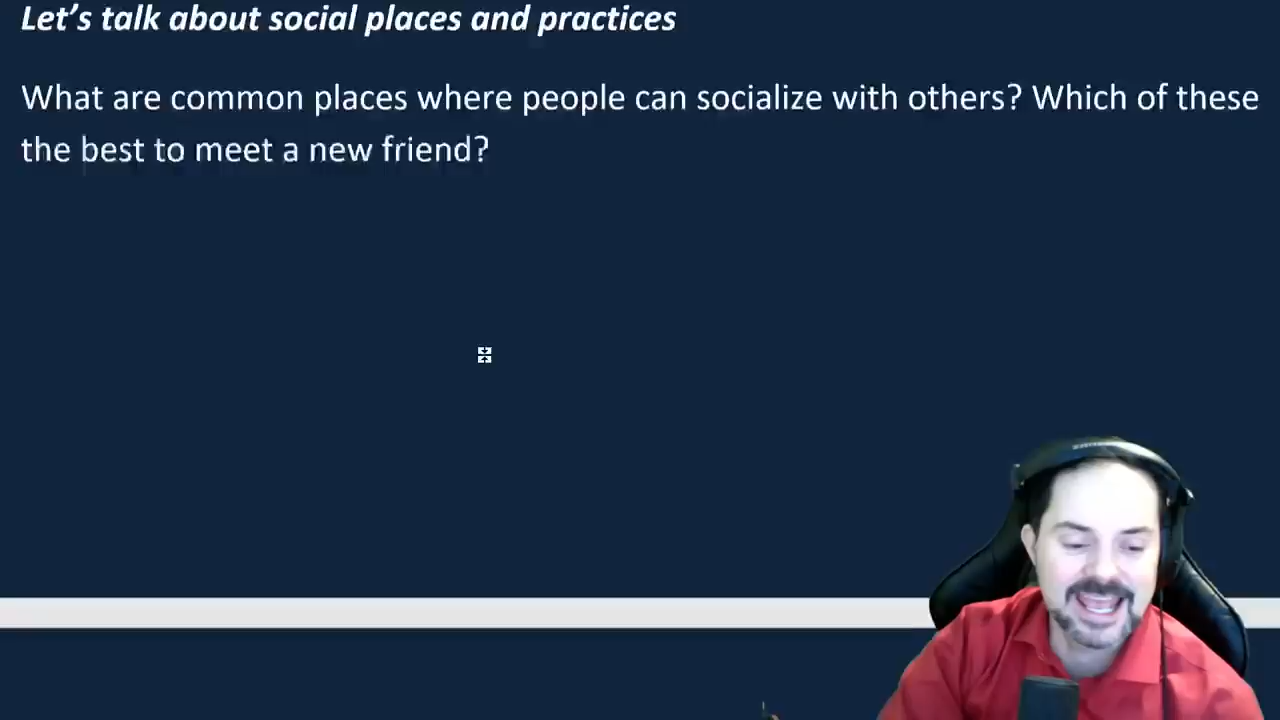 Let's talk about social places and practices
What are common places where people can socialize with others? Which of these
the best to meet a new friend?